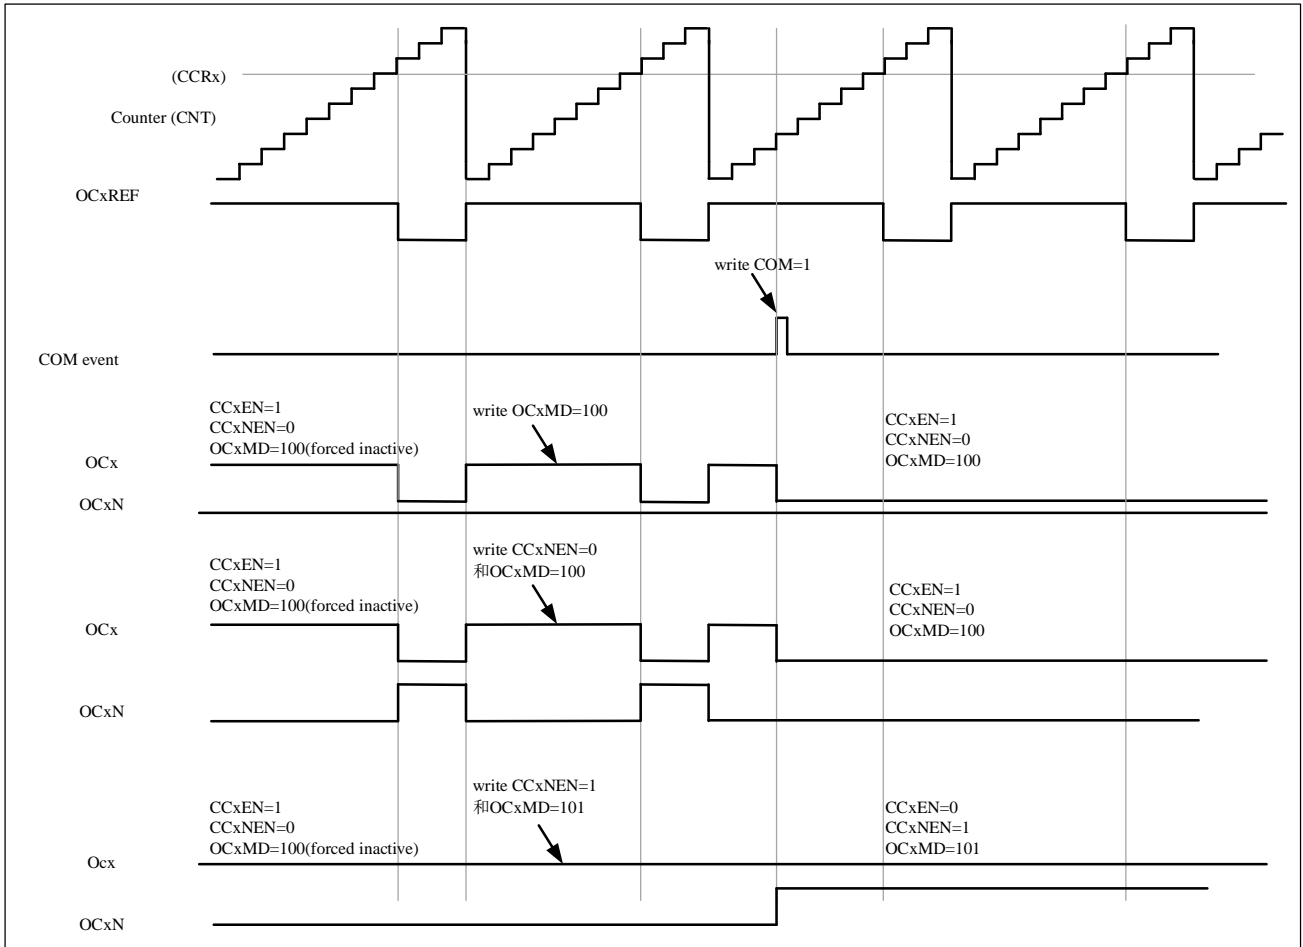 (CCRx)
Counter (CNT)
OCxREF
write COM=1
COM event
CCxEN=1
CCxNEN=0
OCxMD=100(forced inactive)
write OCxMD=100
CCxEN=1
CCxNEN=0
OCxMD=100
OCx
OCxN
CCxEN=1
CCxNEN=0
OCxMD=100(forced inactive)
write CCxNEN=0
和OCxMD=100
CCxEN=1
CCxNEN=0
OCxMD=100
OCx
OCxN
CCxEN=1
CCxNEN=0
OCxMD=100(forced inactive)
write CCxNEN=1
和OCxMD=101
CCxEN=0
CCxNEN=1
OCxMD=101
Ocx
OCxN